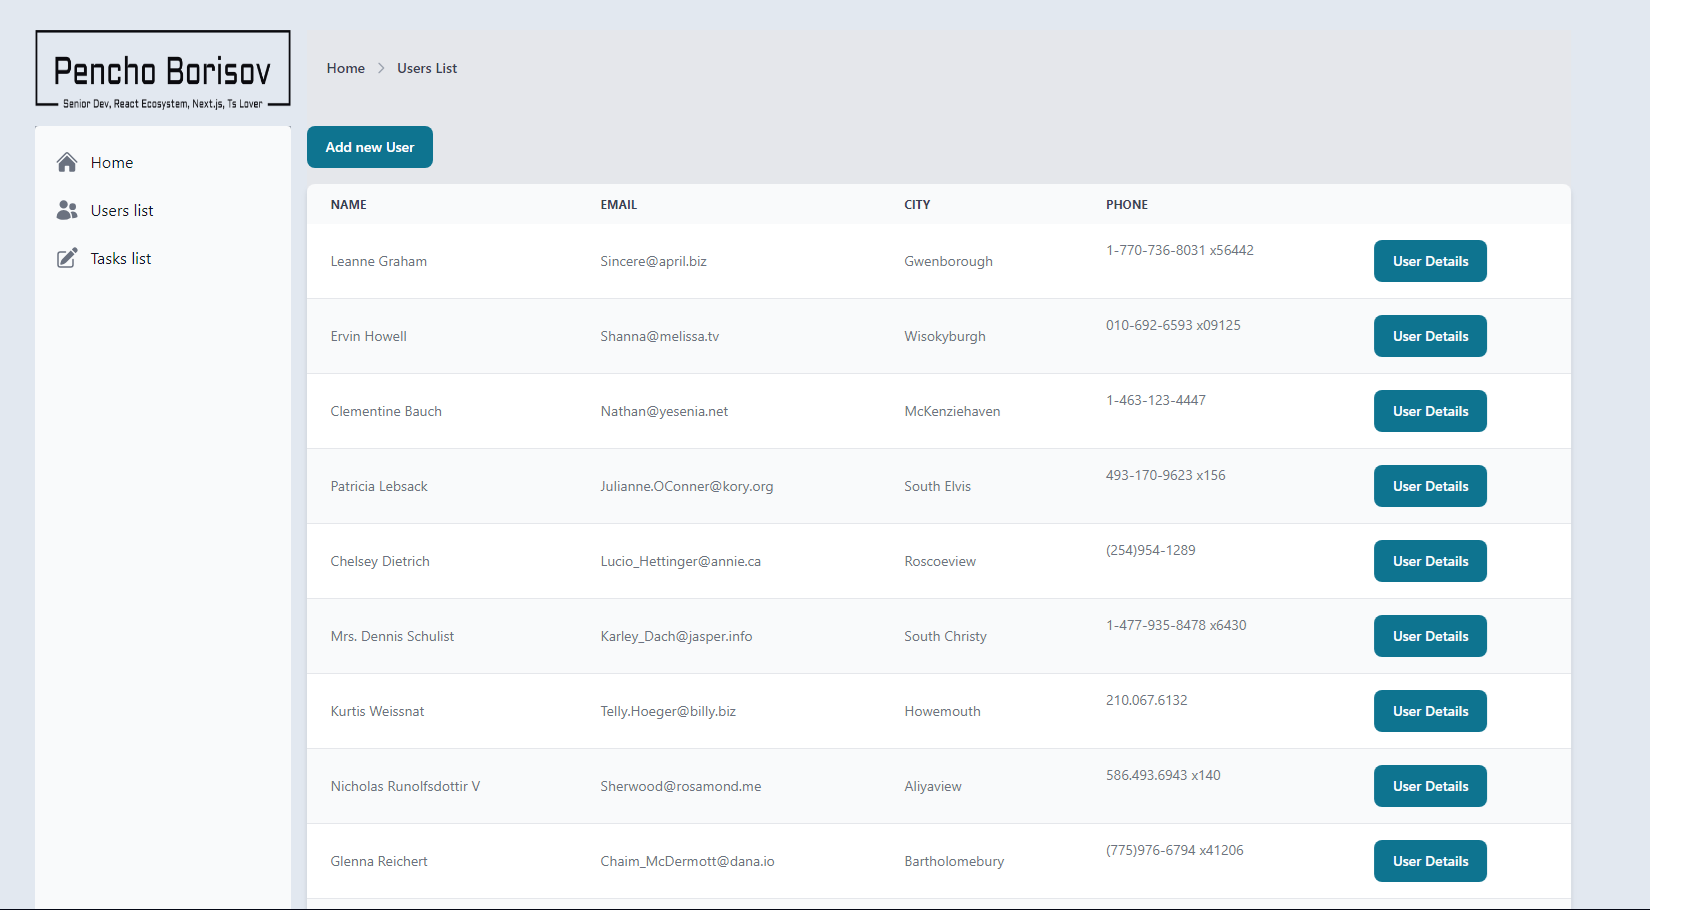 Pencho Borisov
Senior Dev, React Ecosystem, Next.js, Ts Lover
Home
Users list
Tasks list
Home > Users List
Add new User
NAME EMAIL CITY PHONE
Leanne Graham Sincere@april.biz Gwenborough 1-770-736-8031 x56442 User Details
Ervin Howell Shanna@melissa.tv Wisokyburgh 010-692-6593 x09125 User Details
Clementine Bauch Nathan@yesenia.net McKenziehaven 1-463-123-4447 User Details
Patricia Lebsack Julianne.OConner@kory.org South Elvis 493-170-9623 x156 User Details
Chelsey Dietrich Lucio_Hettinger@annie.ca Roscoeview (254)954-1289 User Details
Mrs. Dennis Schulist Karley_Dach@jasper.info South Christy 1-477-935-8478 x6430 User Details
Kurtis Weissnat Telly.Hoeger@billy.biz Howemouth 210.067.6132 User Details
Nicholas Runolfsdottir V Sherwood@rosamond.me Aliyaview 586.493.6943 x140 User Details
Glenna Reichert Chaim_McDermott@dana.io Bartholomebury (775)976-6794 x41206 User Details